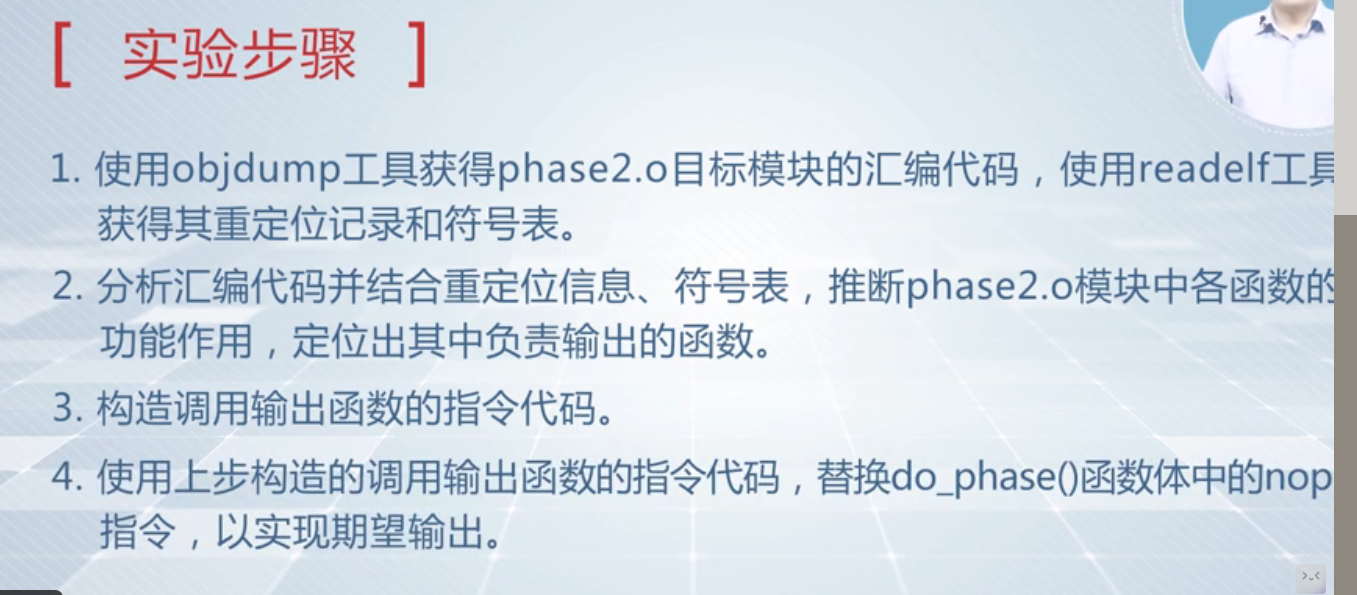 [ 实验步骤 ]
1. 使用objdump工具获得phase2.o目标模块的汇编代码，使用readelf工具
获得其重定位记录和符号表。
2. 分析汇编代码并结合重定位信息、符号表，推断phase2.o模块中各函数的
功能作用，定位出其中负责输出的函数。
3. 构造调用输出函数的指令代码。
4. 使用上步构造的调用输出函数的指令代码，替换do_phase()函数体中的nop
指令，以实现期望输出。